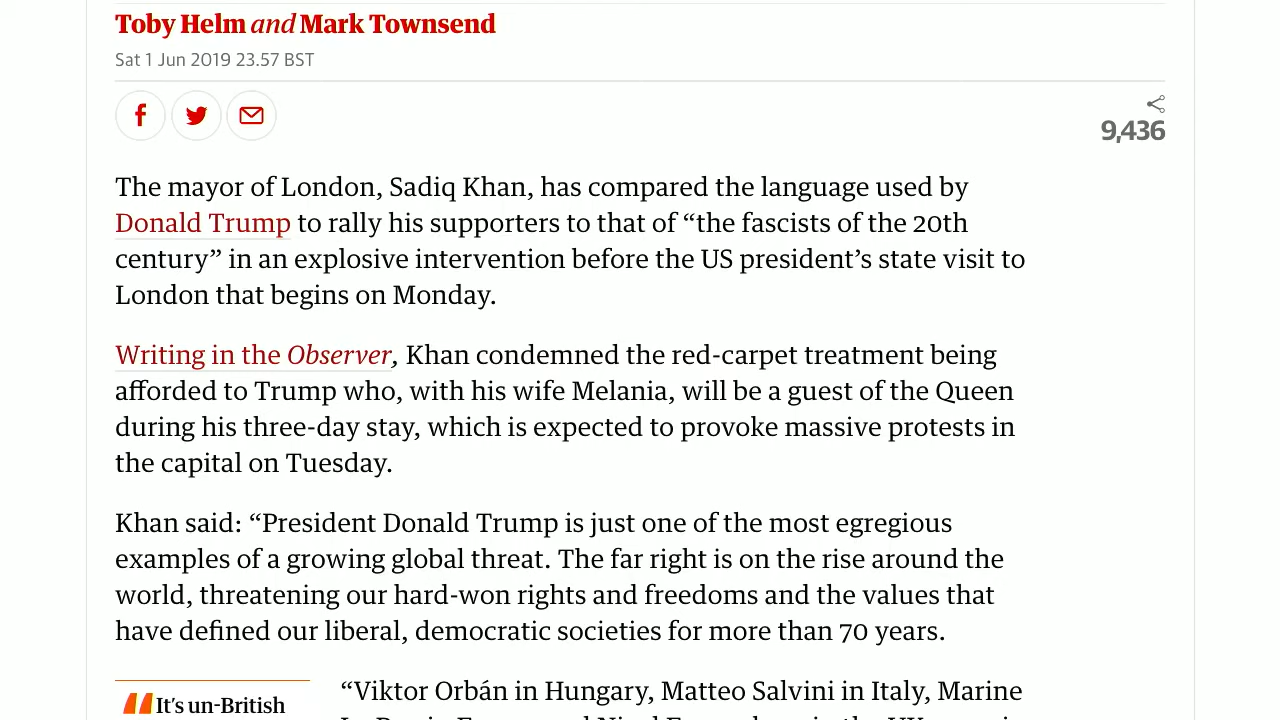 Toby Helm and Mark Townsend
Sat 1 Jun 2019 23.57 BST
9,436
The mayor of London, Sadiq Khan, has compared the language used by
Donald Trump to rally his supporters to that of “the fascists of the 20th
century” in an explosive intervention before the US president’s state visit to
London that begins on Monday.
Writing in the Observer, Khan condemned the red-carpet treatment being
afforded to Trump who, with his wife Melania, will be a guest of the Queen
during his three-day stay, which is expected to provoke massive protests in
the capital on Tuesday.
Khan said: “President Donald Trump is just one of the most egregious
examples of a growing global threat. The far right is on the rise around the
world, threatening our hard-won rights and freedoms and the values that
have defined our liberal, democratic societies for more than 70 years.
It’s un-British
“Viktor Orbán in Hungary, Matteo Salvini in Italy, Marine